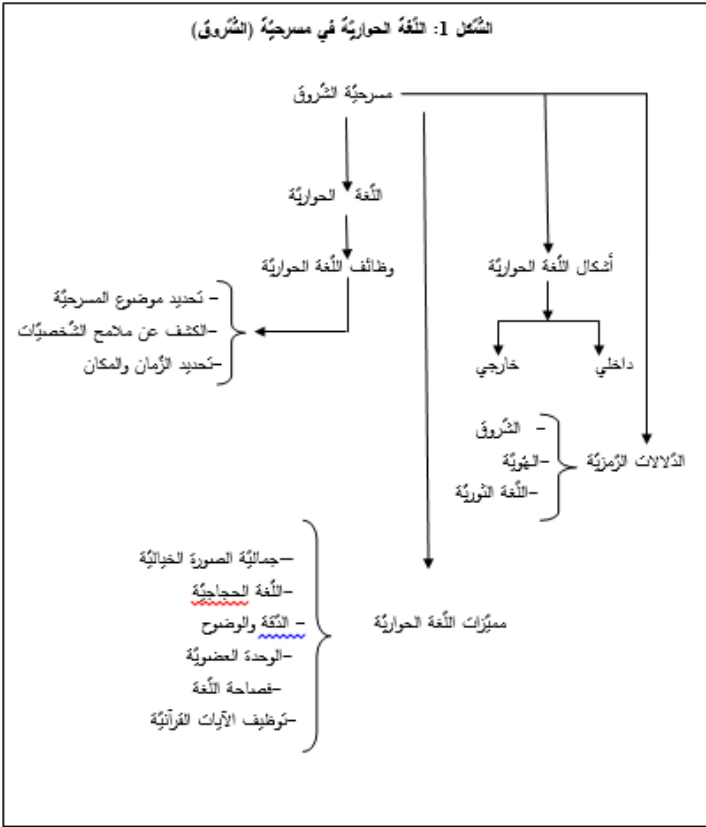 الشّكل 1: اللّغة الحواريّة في مسرحيّة (الشّروق)
مسرحيّة الشّروق
اللّغة الحواريّة
أشكال اللّغة الحواريّة
وظائف اللّغة الحواريّة
- تحديد موضوع المسرحيّة
-الكشف عن ملامح الشّخصيّات
-تحديد الزّمان والمكان
داخلي
خارجي
الدّلالات الرّمزيّة
- الشّروق
-الهُويّة
-اللّغة الثّوريّة
مميّزات اللّغة الحواريّة
-جماليّة الصورة الخياليّة
-اللّغة الحجاجيّة
- الدّقة والوضوح
-الوحدة العضويّة
-فصاحة اللّغة
-توظيف الآيات القرآنيّة